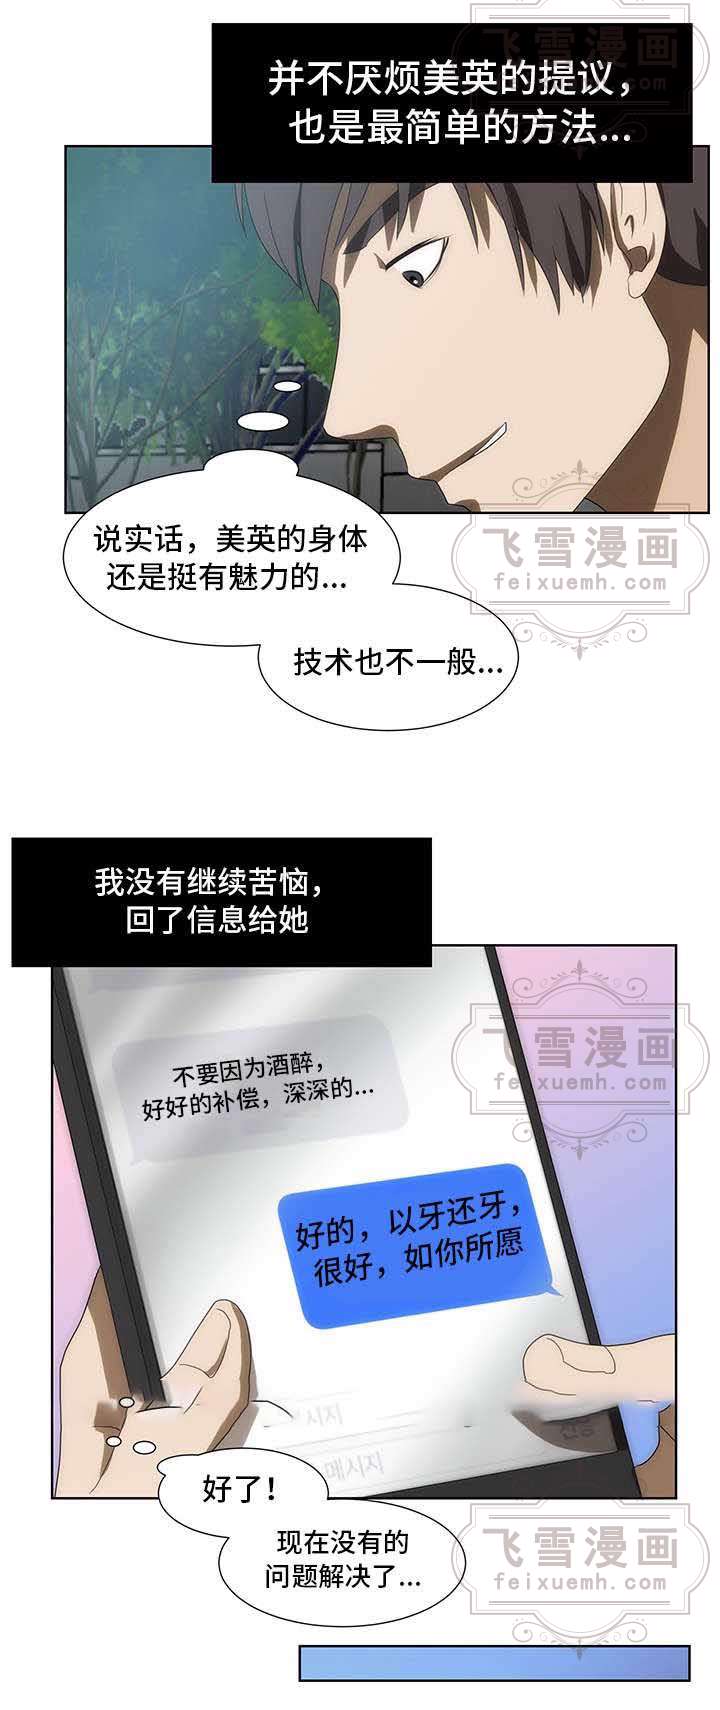 飞雪漫画
feixuemh.com
并不厌烦美英的提议，
也是最简单的方法...
说实话，美英的身体
还是挺有魅力的...
飞雪漫画
feixuemh.com
技术也不一般...
我没有继续苦恼，
回了信息给她
飞雪漫画
feixuemh.com
不要因为酒醉，
好好的补偿，深深的...
好的，以牙还牙，
很好，如你所愿
시지
메시지
好了！
现在没有的
问题解决了...
飞雪漫画
feixuemh.com